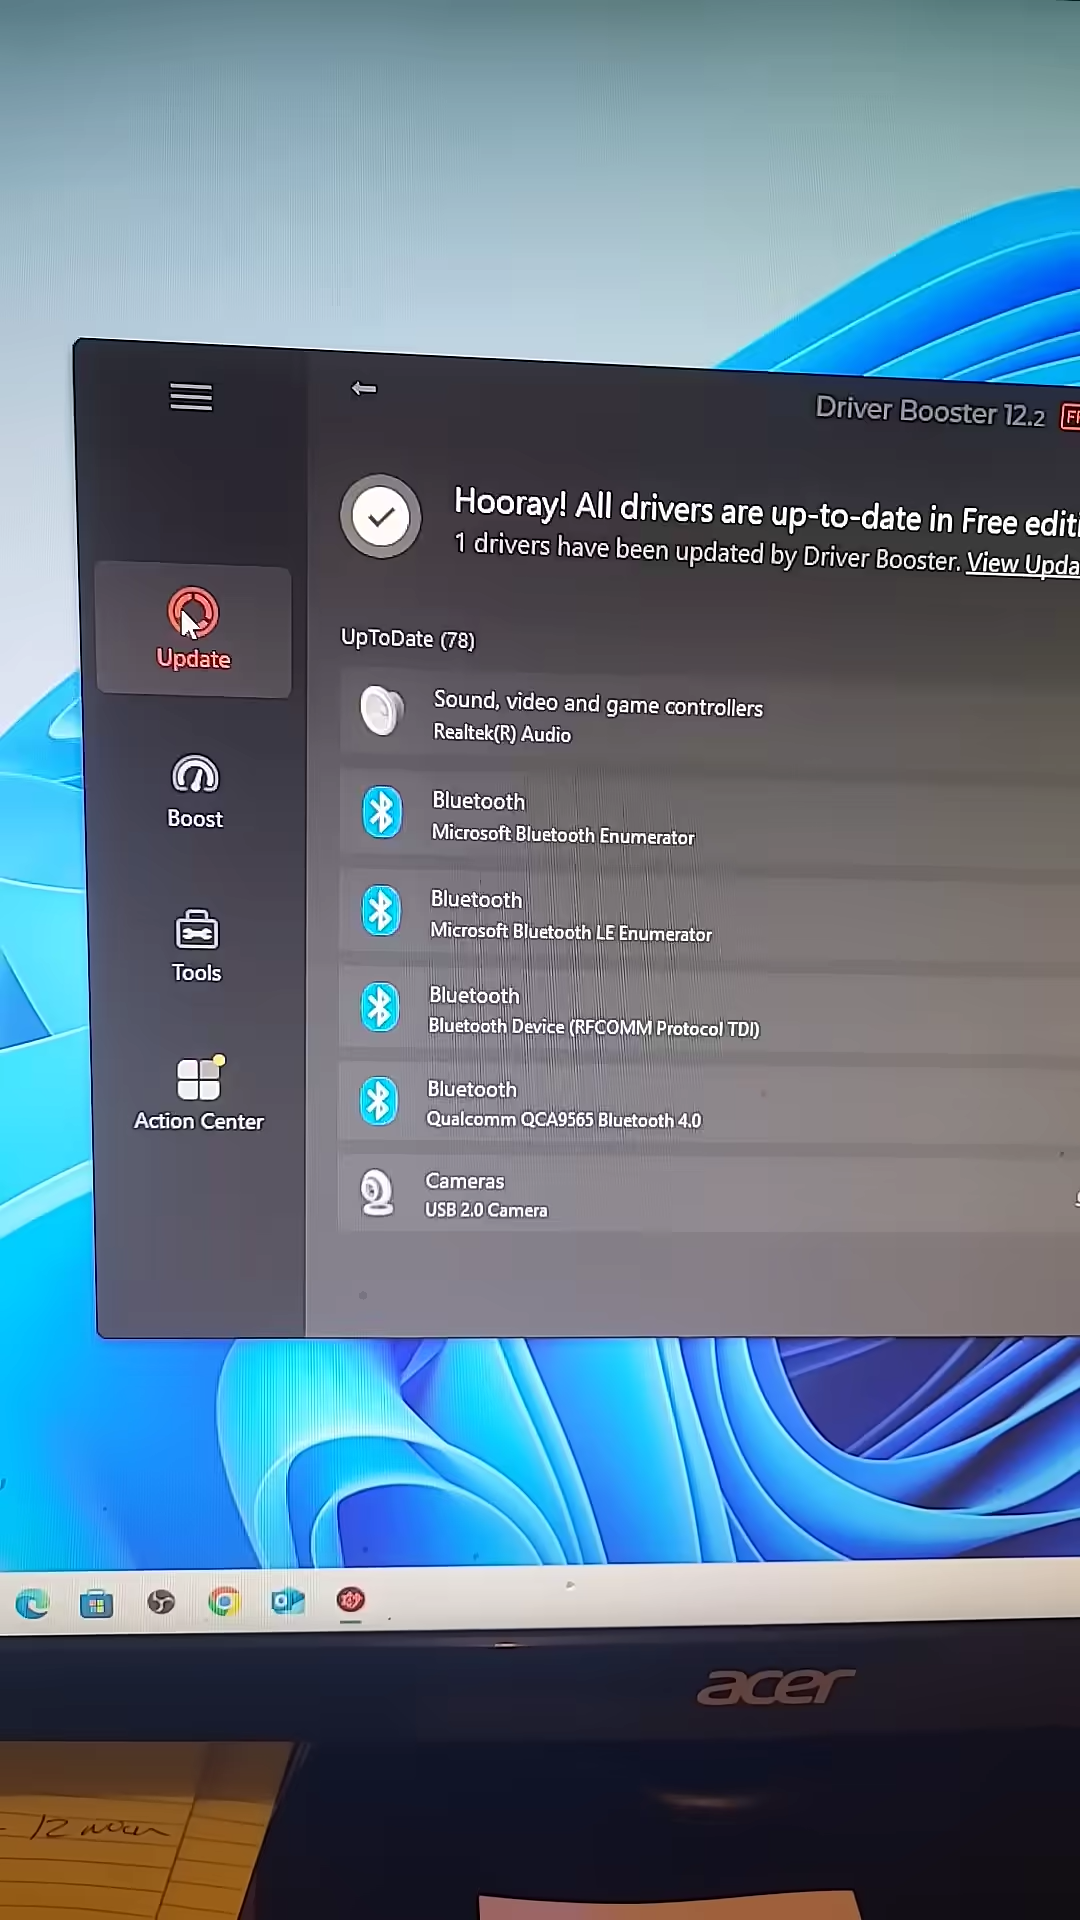 Driver Booster 12.2
Hooray! All drivers are up-to-date in Free
1 drivers have been updated by Driver Booster. View
Update
UpToDate (78)
Sound, video and game controllers
Realtek(R) Audio
Boost
Bluetooth
Microsoft Bluetooth Enumerator
Bluetooth
Microsoft Bluetooth LE Enumerator
Tools
Bluetooth
Bluetooth Device (RFCOMM Protocol TDI)
Action Center
Bluetooth
Qualcomm QCA9565 Bluetooth 4.0
Cameras
USB 2.0 Camera
acer
12